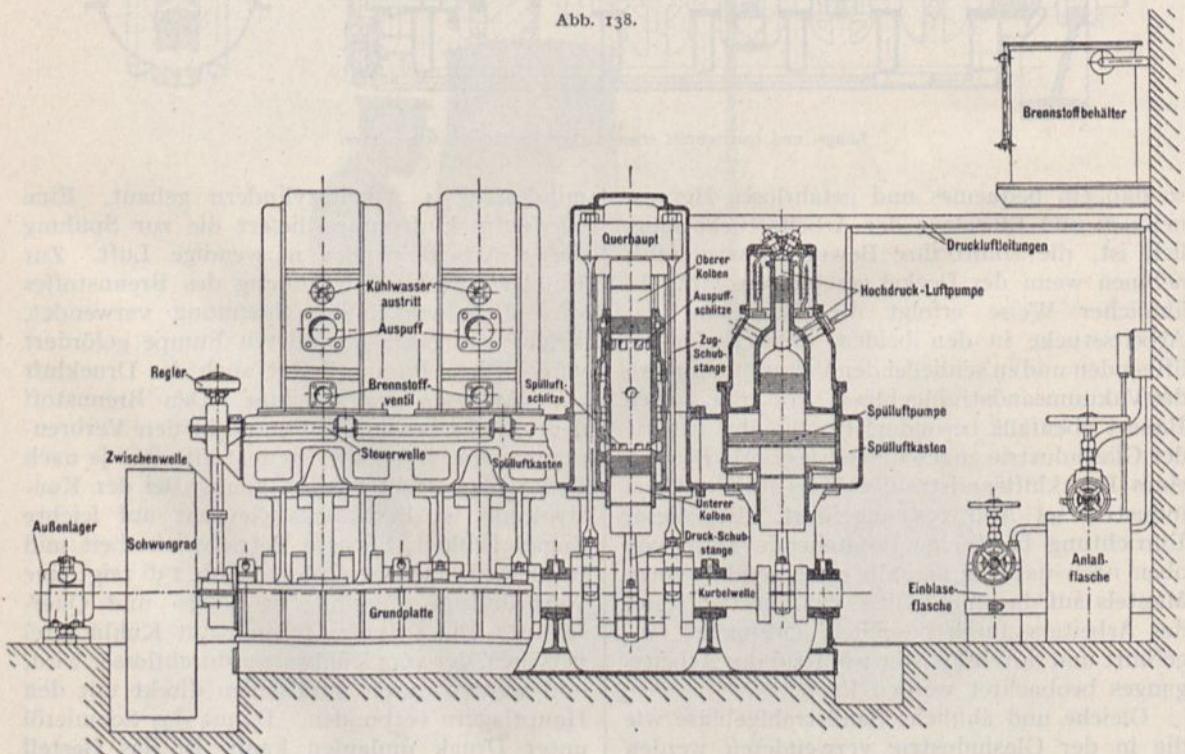 Abb. 138.
Brennstoffbehälter
Druckluftleitungen
Querhaupt
Oberer
Kolben
Hochdruck-Luftpumpe
Kühlwasser-
austritt
Auspuff-
schlitze
Auspuff
Zug-
Schub-
stange
Regler
Brennstoff-
ventil
Spülluft-
schlitze
Spülluftpumpe
Steuerwelle
Spülluftkasten
Spülluftkasten
Zwischenwelle
Unterer
Kolben
Außenlager
Schwungrad
Druck-Schub-
stange
Anlaß-
flasche
Grundplatte
Kurbelwelle
Einblase-
flasche